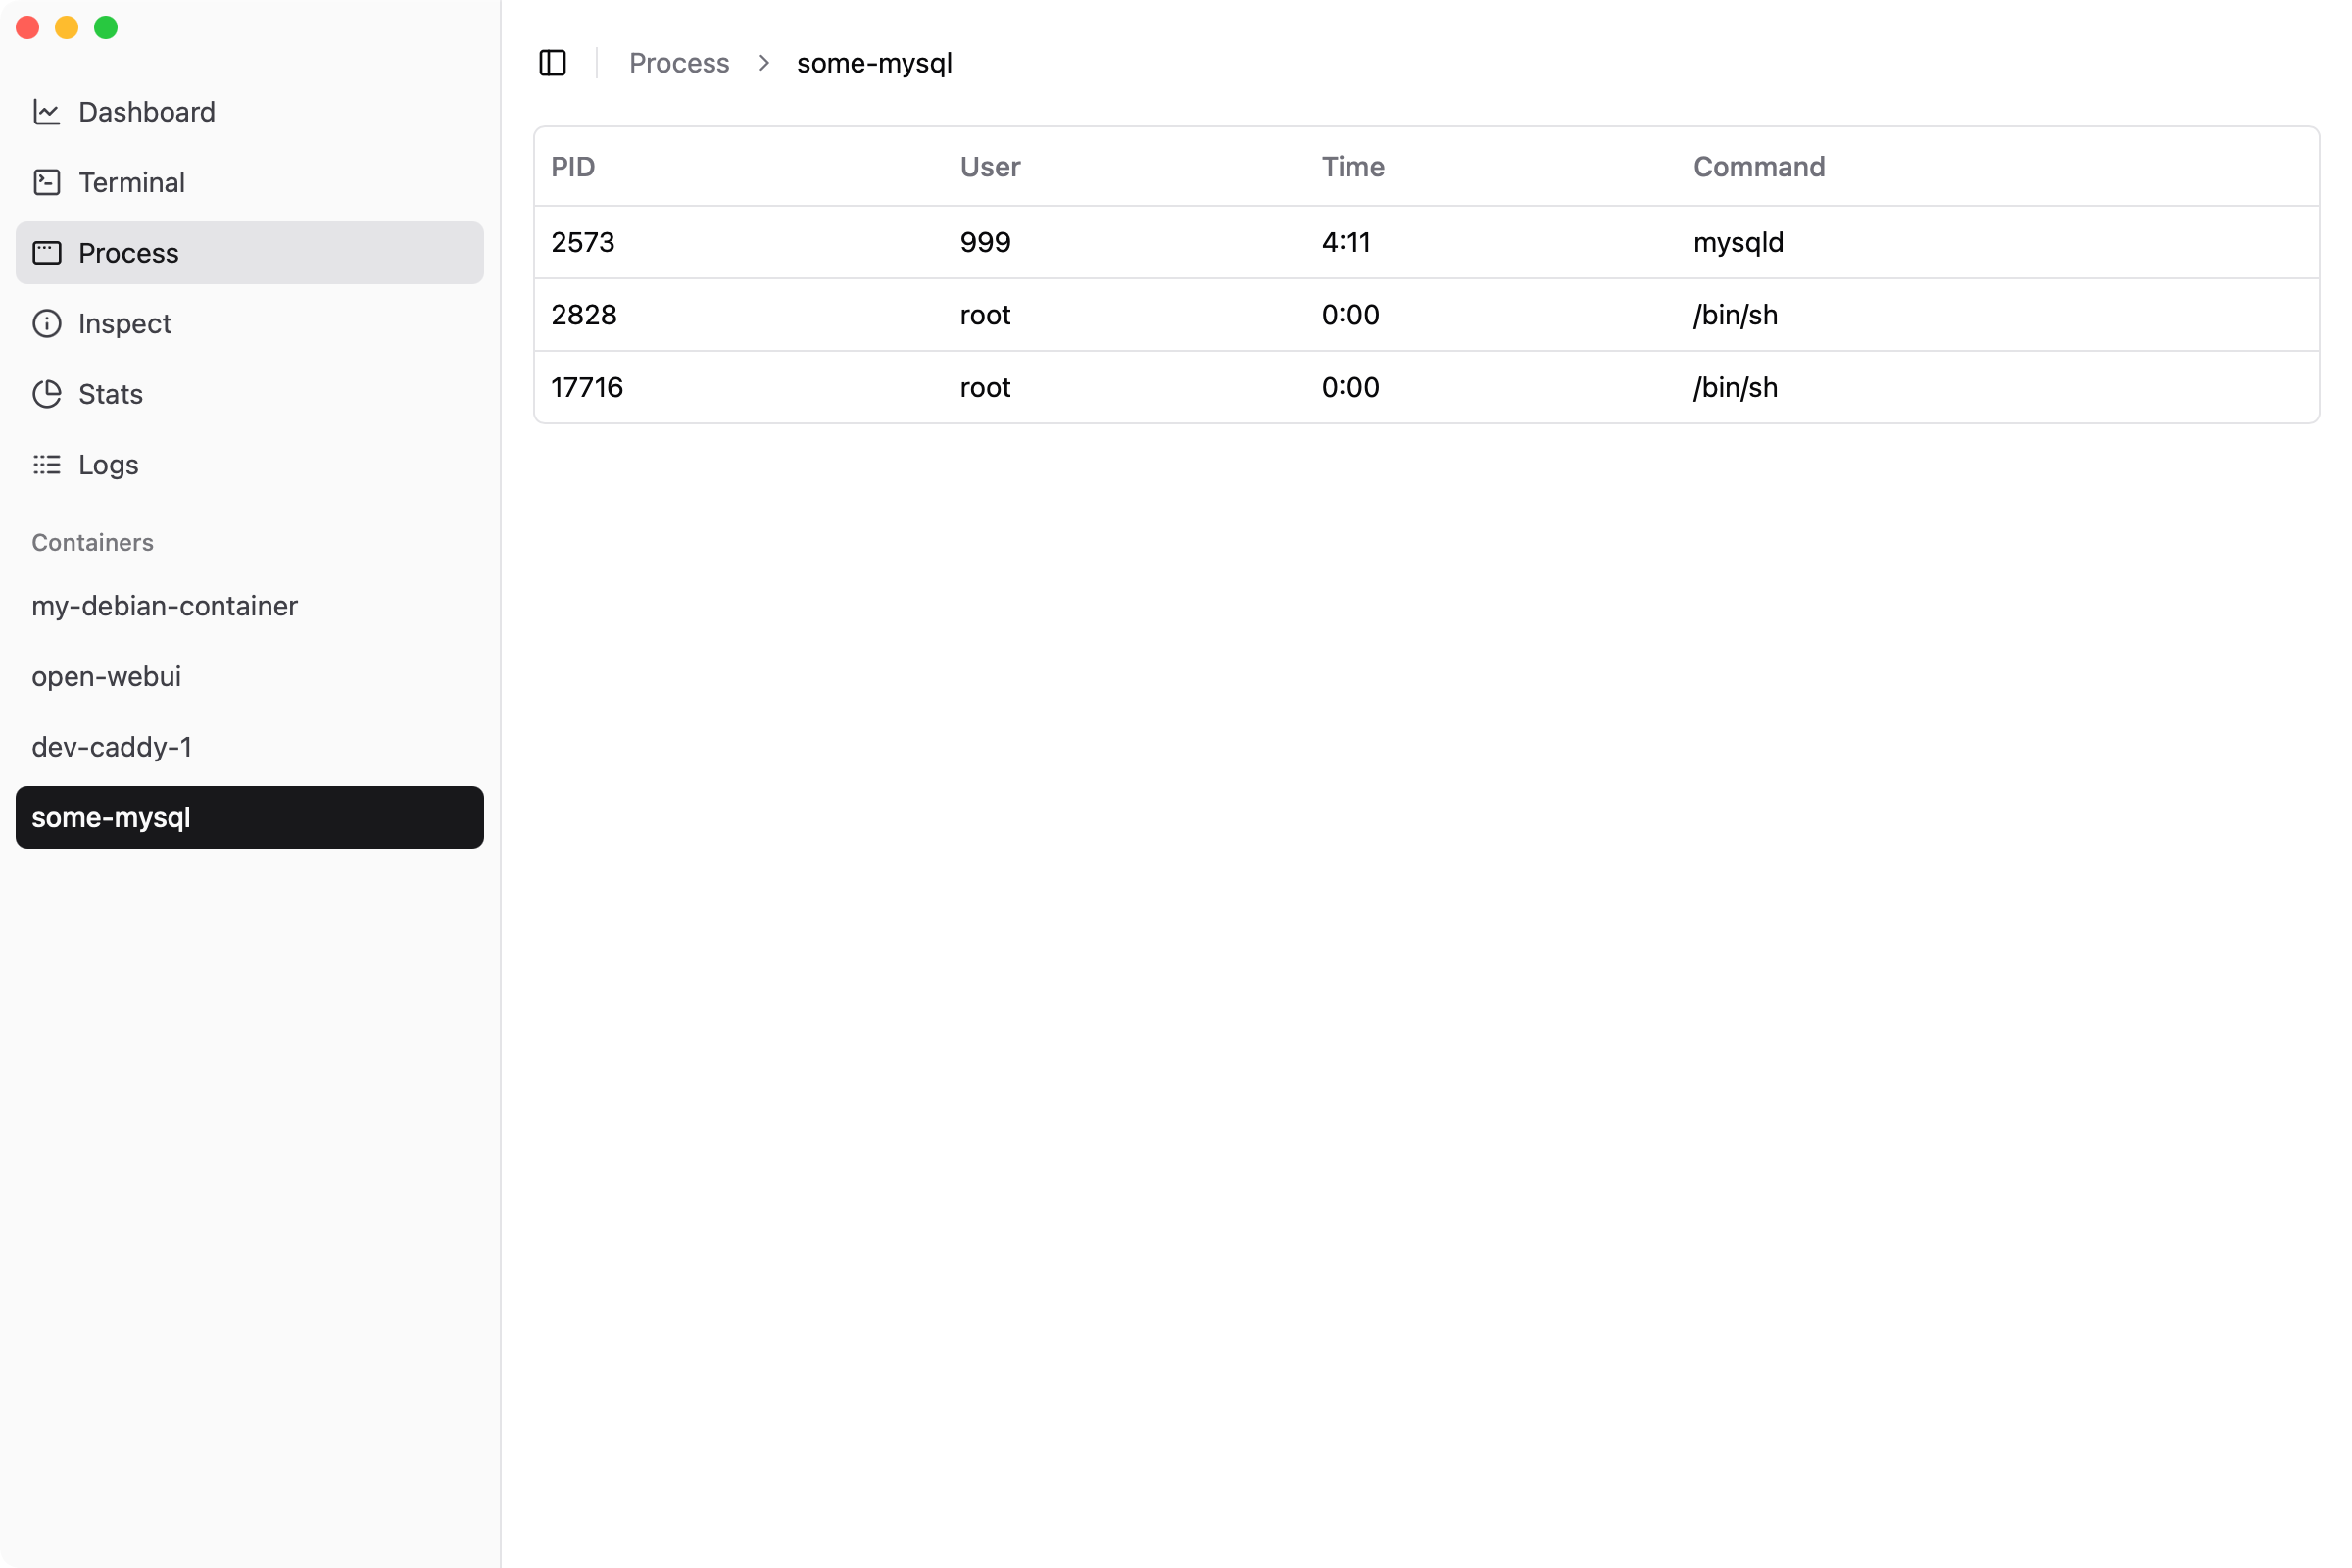 Dashboard
Terminal
Process
Inspect
Stats
Logs
Containers
my-debian-container
open-webui
dev-caddy-1
some-mysql
Process > some-mysql
PID User Time Command
2573 999 4:11 mysqld
2828 root 0:00 /bin/sh
17716 root 0:00 /bin/sh